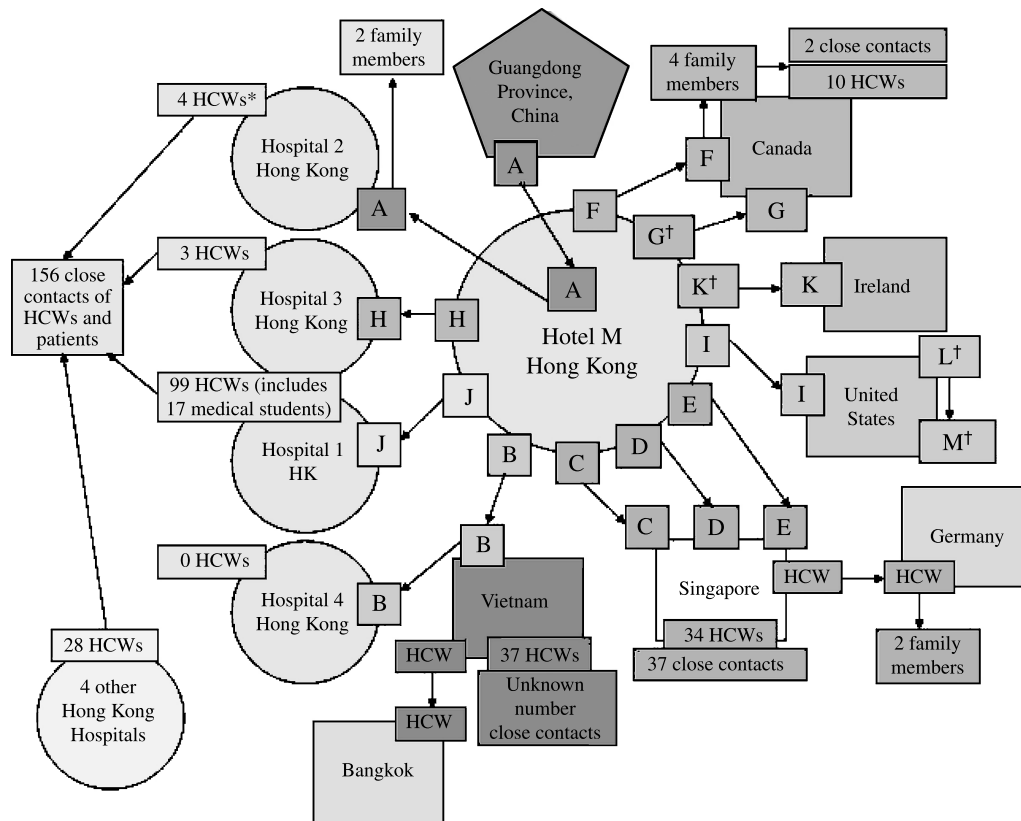 2 family
members
Guangdong
Province,
China
A
4 family
members
2 close contacts
10 HCWs
4 HCWs*
Hospital 2
Hong Kong
A
F
Canada
F
G†
G
3 HCWs
156 close
contacts of
HCWs and
patients
Hospital 3
Hong Kong
H
H
A
Hotel M
Hong Kong
K†
K
Ireland
I
I
United
States
L†
M†
99 HCWs (includes
17 medical students)
Hospital 1
HK
J
J
E
D
B
C
C
D
E
0 HCWs
Hospital 4
Hong Kong
B
B
Vietnam
Singapore
HCW
HCW
Germany
28 HCWs
4 other
Hong Kong
Hospitals
HCW
37 HCWs
Unknown
number
close contacts
34 HCWs
37 close contacts
2 family
members
HCW
Bangkok